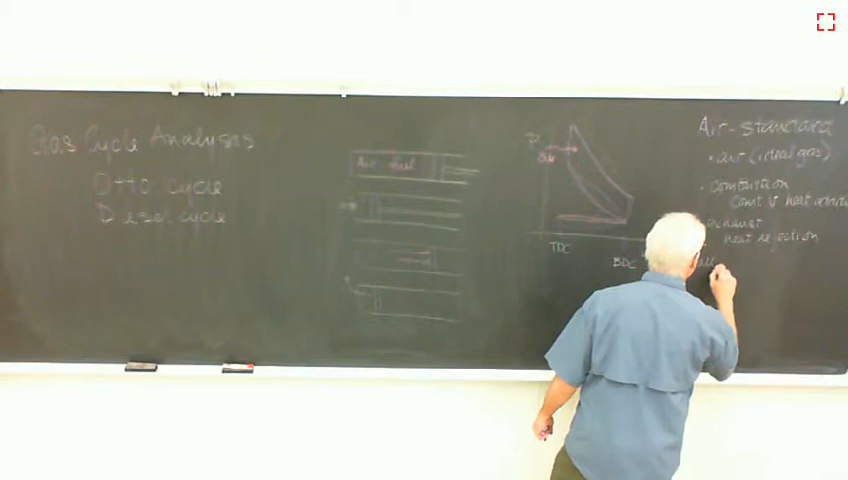 Gas Cycle Analysis
Otto cycle
Diesel cycle
Air-fuel
P
TDC
BDC
Air-standard
• air (ideal gas)
• combustion
Const V heat
exhaust
heat rejection
all